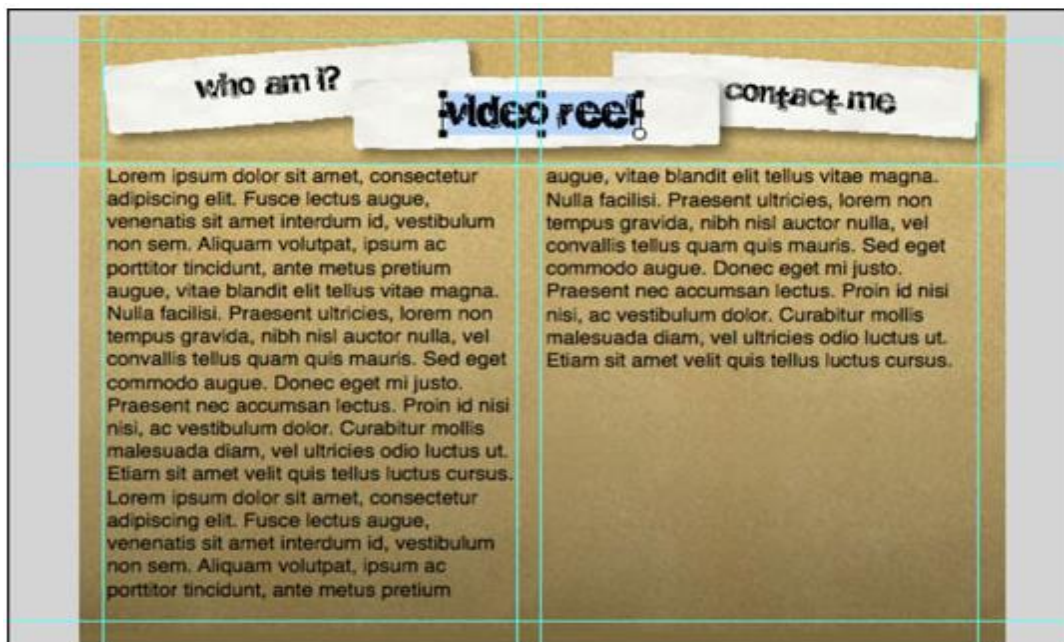 who am i?
video reel
contact me
Lorem ipsum dolor sit amet, consectetur
adipiscing elit. Fusce lectus augue,
venenatis sit amet interdum id, vestibulum
non sem. Aliquam volutpat, ipsum ac
porttitor tincidunt, ante metus pretium
augue, vitae blandit elit tellus vitae magna.
Nulla facilisi. Praesent ultricies, lorem non
tempus gravida, nibh nisl auctor nulla, vel
convallis tellus quam quis mauris. Sed eget
commodo augue. Donec eget mi justo.
Praesent nec accumsan lectus. Proin id nisi
nisi, ac vestibulum dolor. Curabitur mollis
malesuada diam, vel ultricies odio luctus ut.
Etiam sit amet velit quis tellus luctus cursus.
Lorem ipsum dolor sit amet, consectetur
adipiscing elit. Fusce lectus augue,
venenatis sit amet interdum id, vestibulum
non sem. Aliquam volutpat, ipsum ac
porttitor tincidunt, ante metus pretium
augue, vitae blandit elit tellus vitae magna.
Nulla facilisi. Praesent ultricies, lorem non
tempus gravida, nibh nisl auctor nulla, vel
convallis tellus quam quis mauris. Sed eget
commodo augue. Donec eget mi justo.
Praesent nec accumsan lectus. Proin id nisi
nisi, ac vestibulum dolor. Curabitur mollis
malesuada diam, vel ultricies odio luctus ut.
Etiam sit amet velit quis tellus luctus cursus.